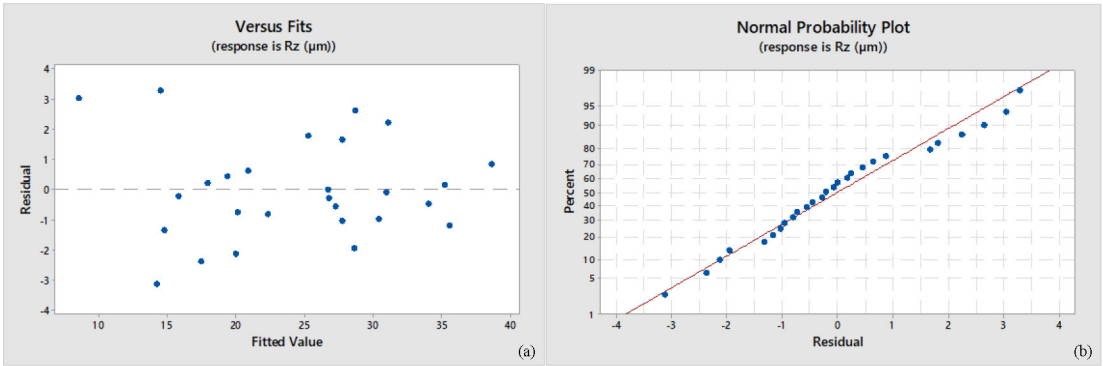 Versus Fits
(response is Rz (μm))
4
3
2
1
0
-1
-2
-3
-4
Residual
10 15 20 25 30 35 40
Fitted Value
(a)
Normal Probability Plot
(response is Rz (μm))
99
95
90
80
70
60
50
40
30
20
10
5
1
Percent
-4 -3 -2 -1 0 1 2 3 4
Residual
(b)